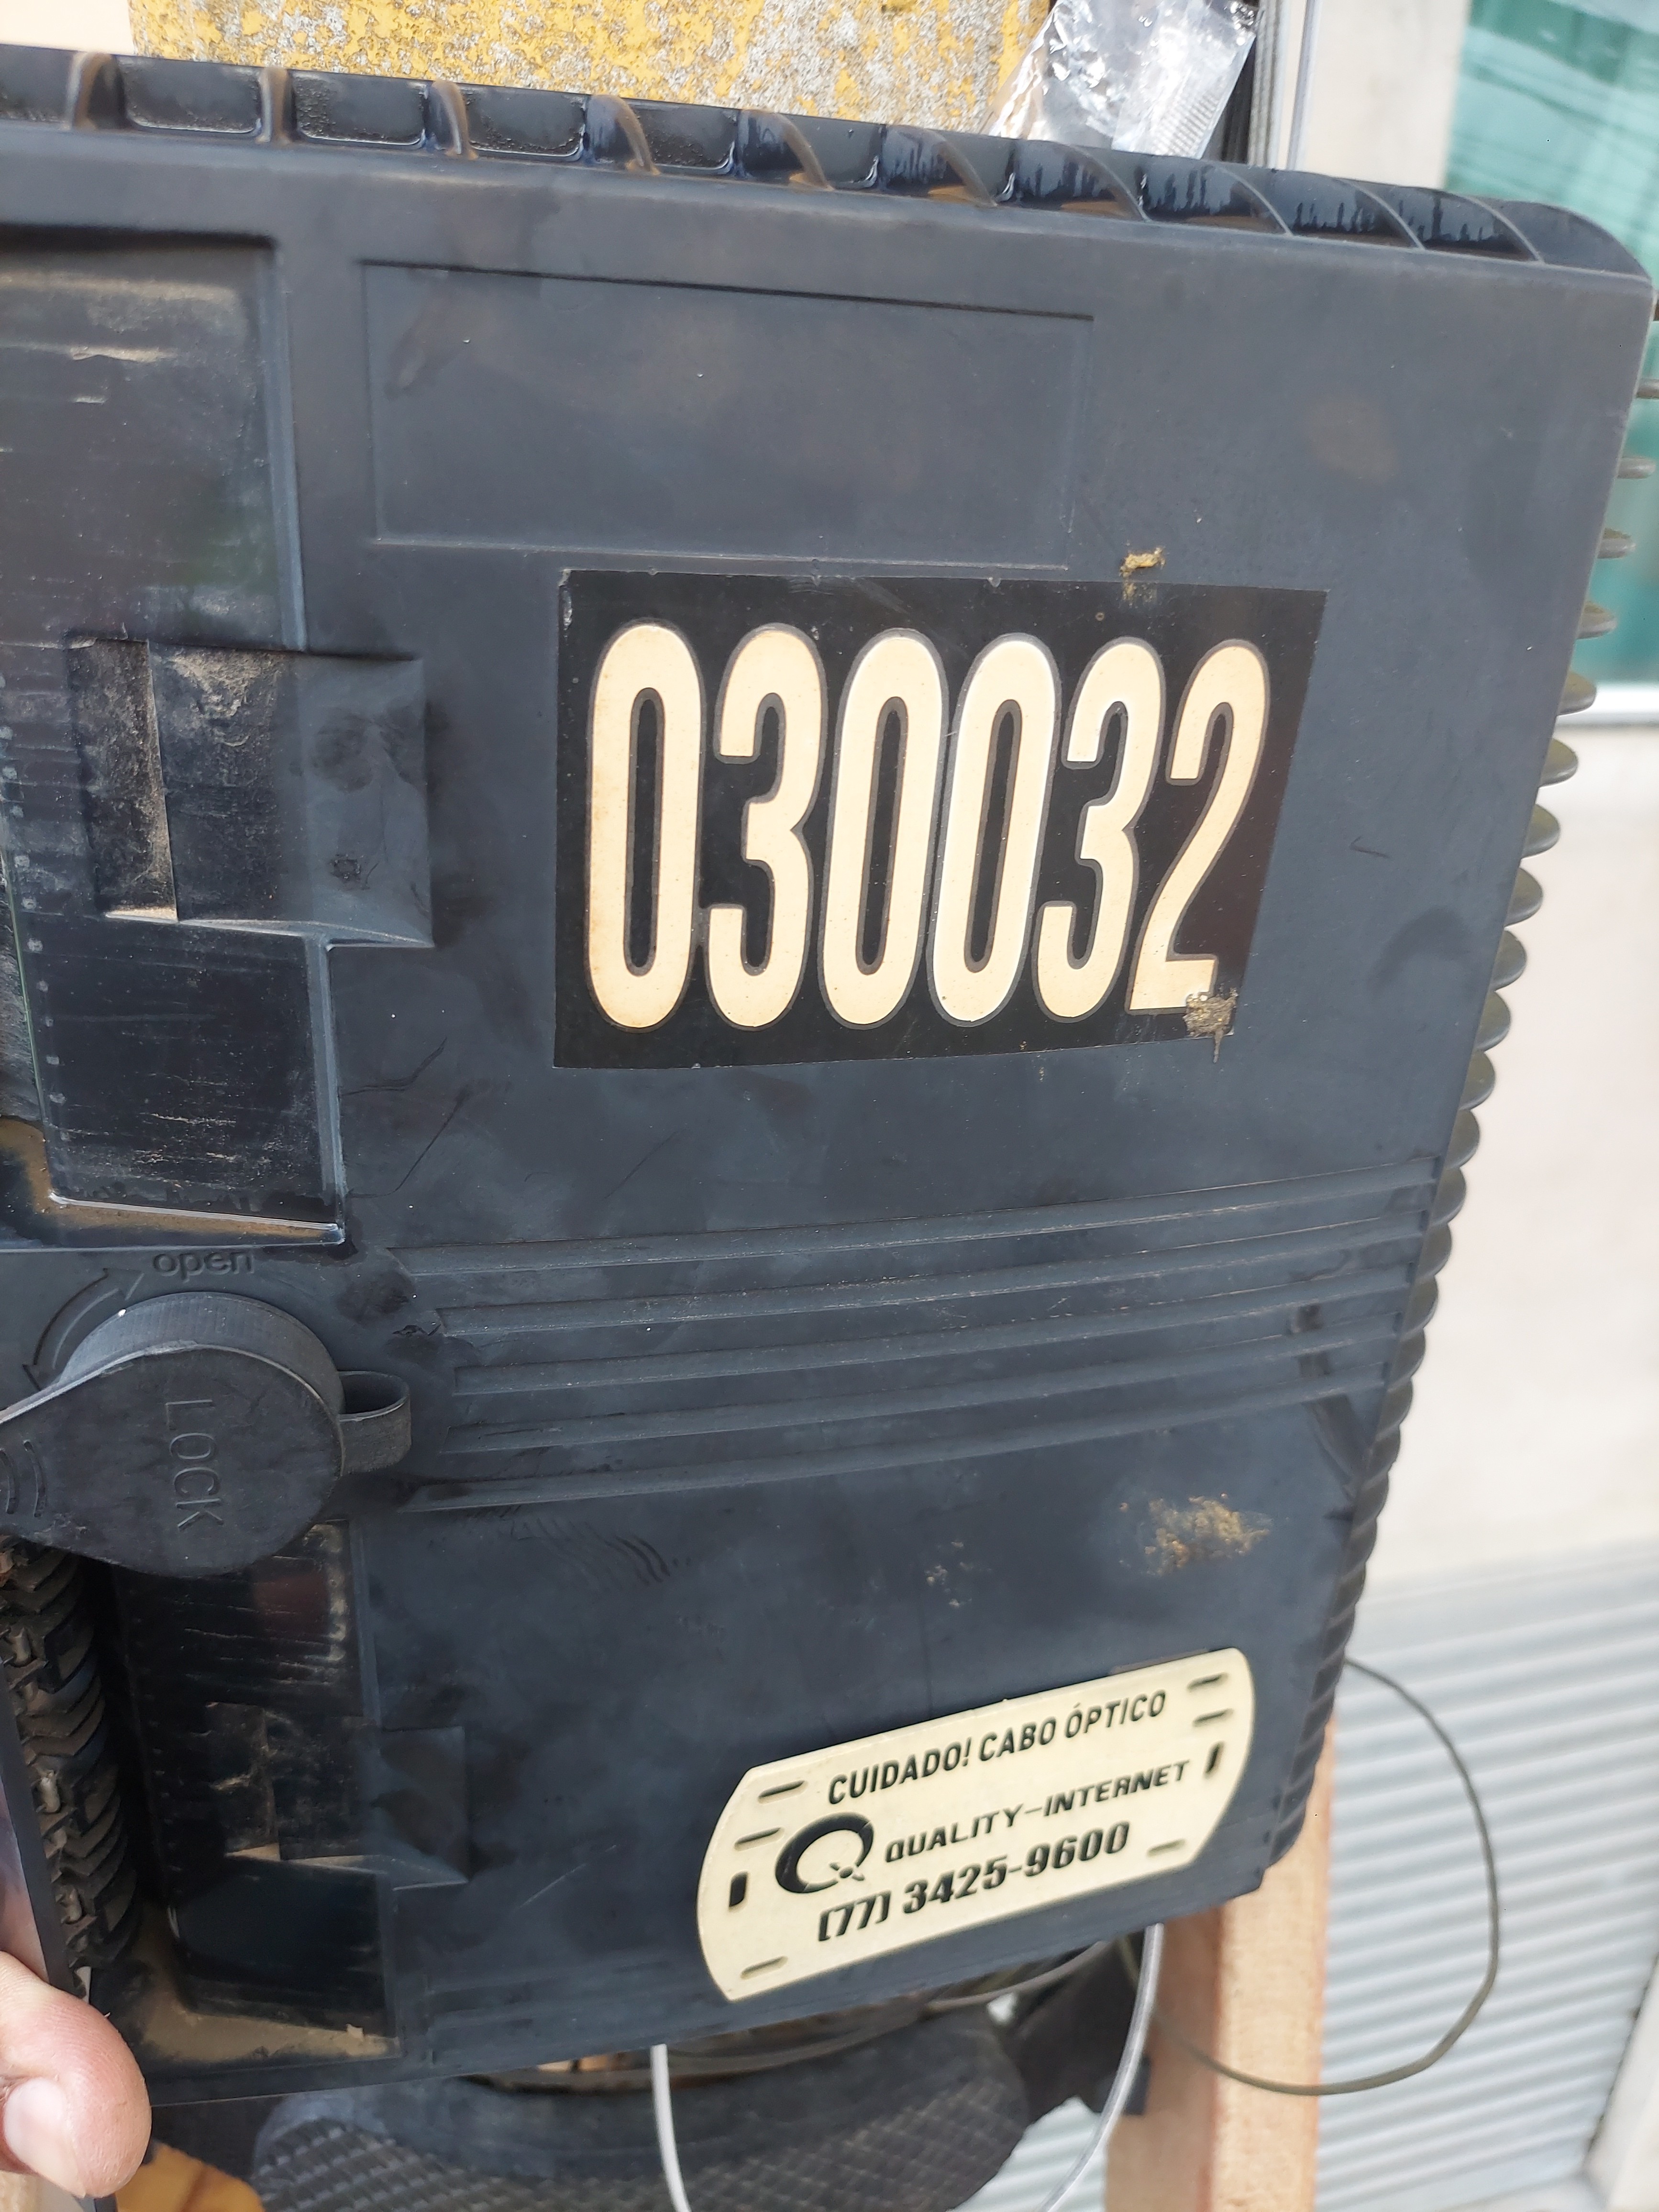 030032
open
LOCK
CUIDADO! CABO ÓPTICO
QUALITY-INTERNET
(77) 3425-9600